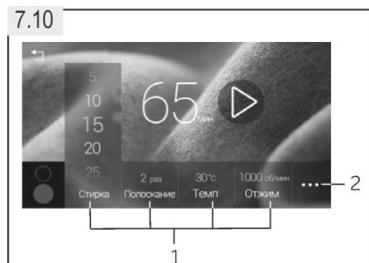 7.10
5
10
15
20
25
65 мин
2 раз
30°c
1000 об/мин
Стирка
Полоскание
Темп
Отжим
2
1